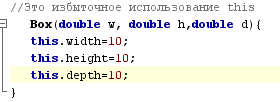 //Это избыточное использование this
Box(double w, double h,double d){
this.width=10;
this.height=10;
this.depth=10;
}